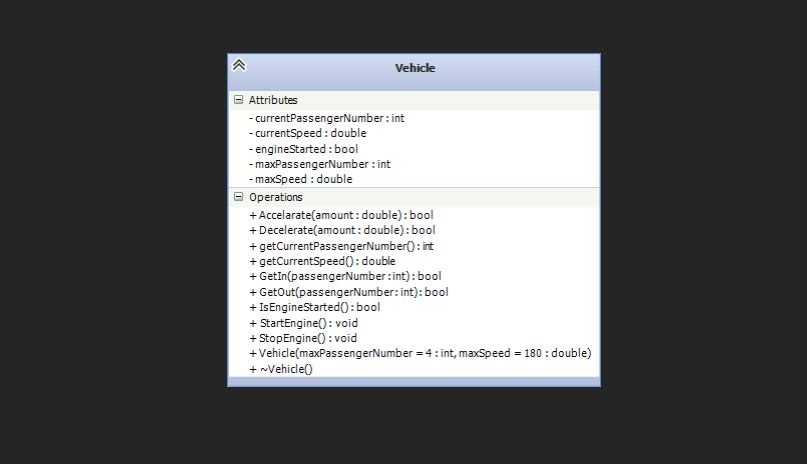 Vehicle
Attributes
- currentPassengerNumber : int
- currentSpeed : double
- engineStarted : bool
- maxPassengerNumber : int
- maxSpeed : double
Operations
+ Accelarate(amount : double) : bool
+ Decelerate(amount : double) : bool
+ getCurrentPassengerNumber() : int
+ getCurrentSpeed() : double
+ GetIn(passengerNumber : int) : bool
+ GetOut(passengerNumber : int) : bool
+ IsEngineStarted() : bool
+ StartEngine() : void
+ StopEngine() : void
+ Vehicle(maxPassengerNumber = 4 : int, maxSpeed = 180 : double)
+ ~Vehicle()